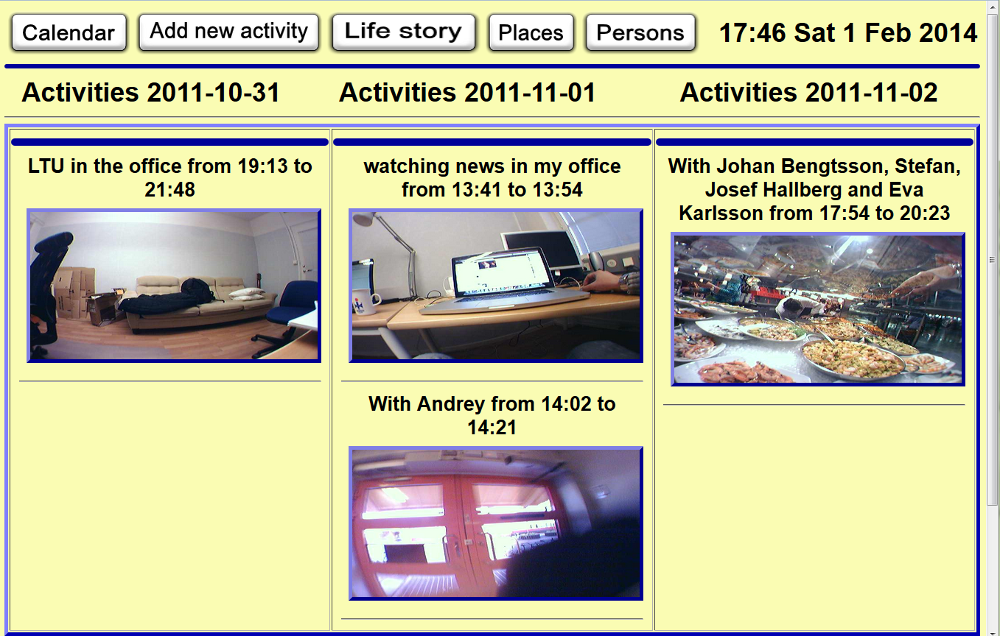 Calendar
Add new activity
Life story
Places
Persons
17:46 Sat 1 Feb 2014
Activities 2011-10-31
Activities 2011-11-01
Activities 2011-11-02
LTU in the office from 19:13 to
21:48
watching news in my office
from 13:41 to 13:54
With Andrey from 14:02 to
14:21
With Johan Bengtsson, Stefan,
Josef Hallberg and Eva
Karlsson from 17:54 to 20:23